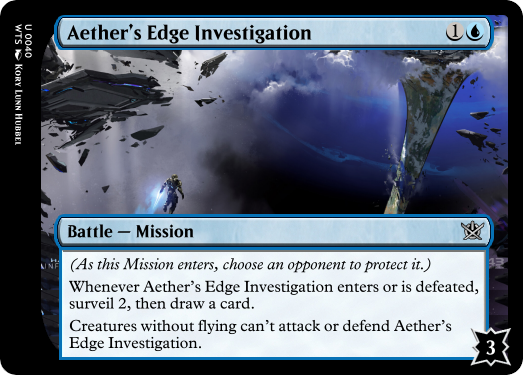 Aether's Edge Investigation 1
U 0040
WTS Kory Lunn Hubbel
Battle — Mission
(As this Mission enters, choose an opponent to protect it.)
Whenever Aether's Edge Investigation enters or is defeated,
surveil 2, then draw a card.
Creatures without flying can't attack or defend Aether's
Edge Investigation.
3